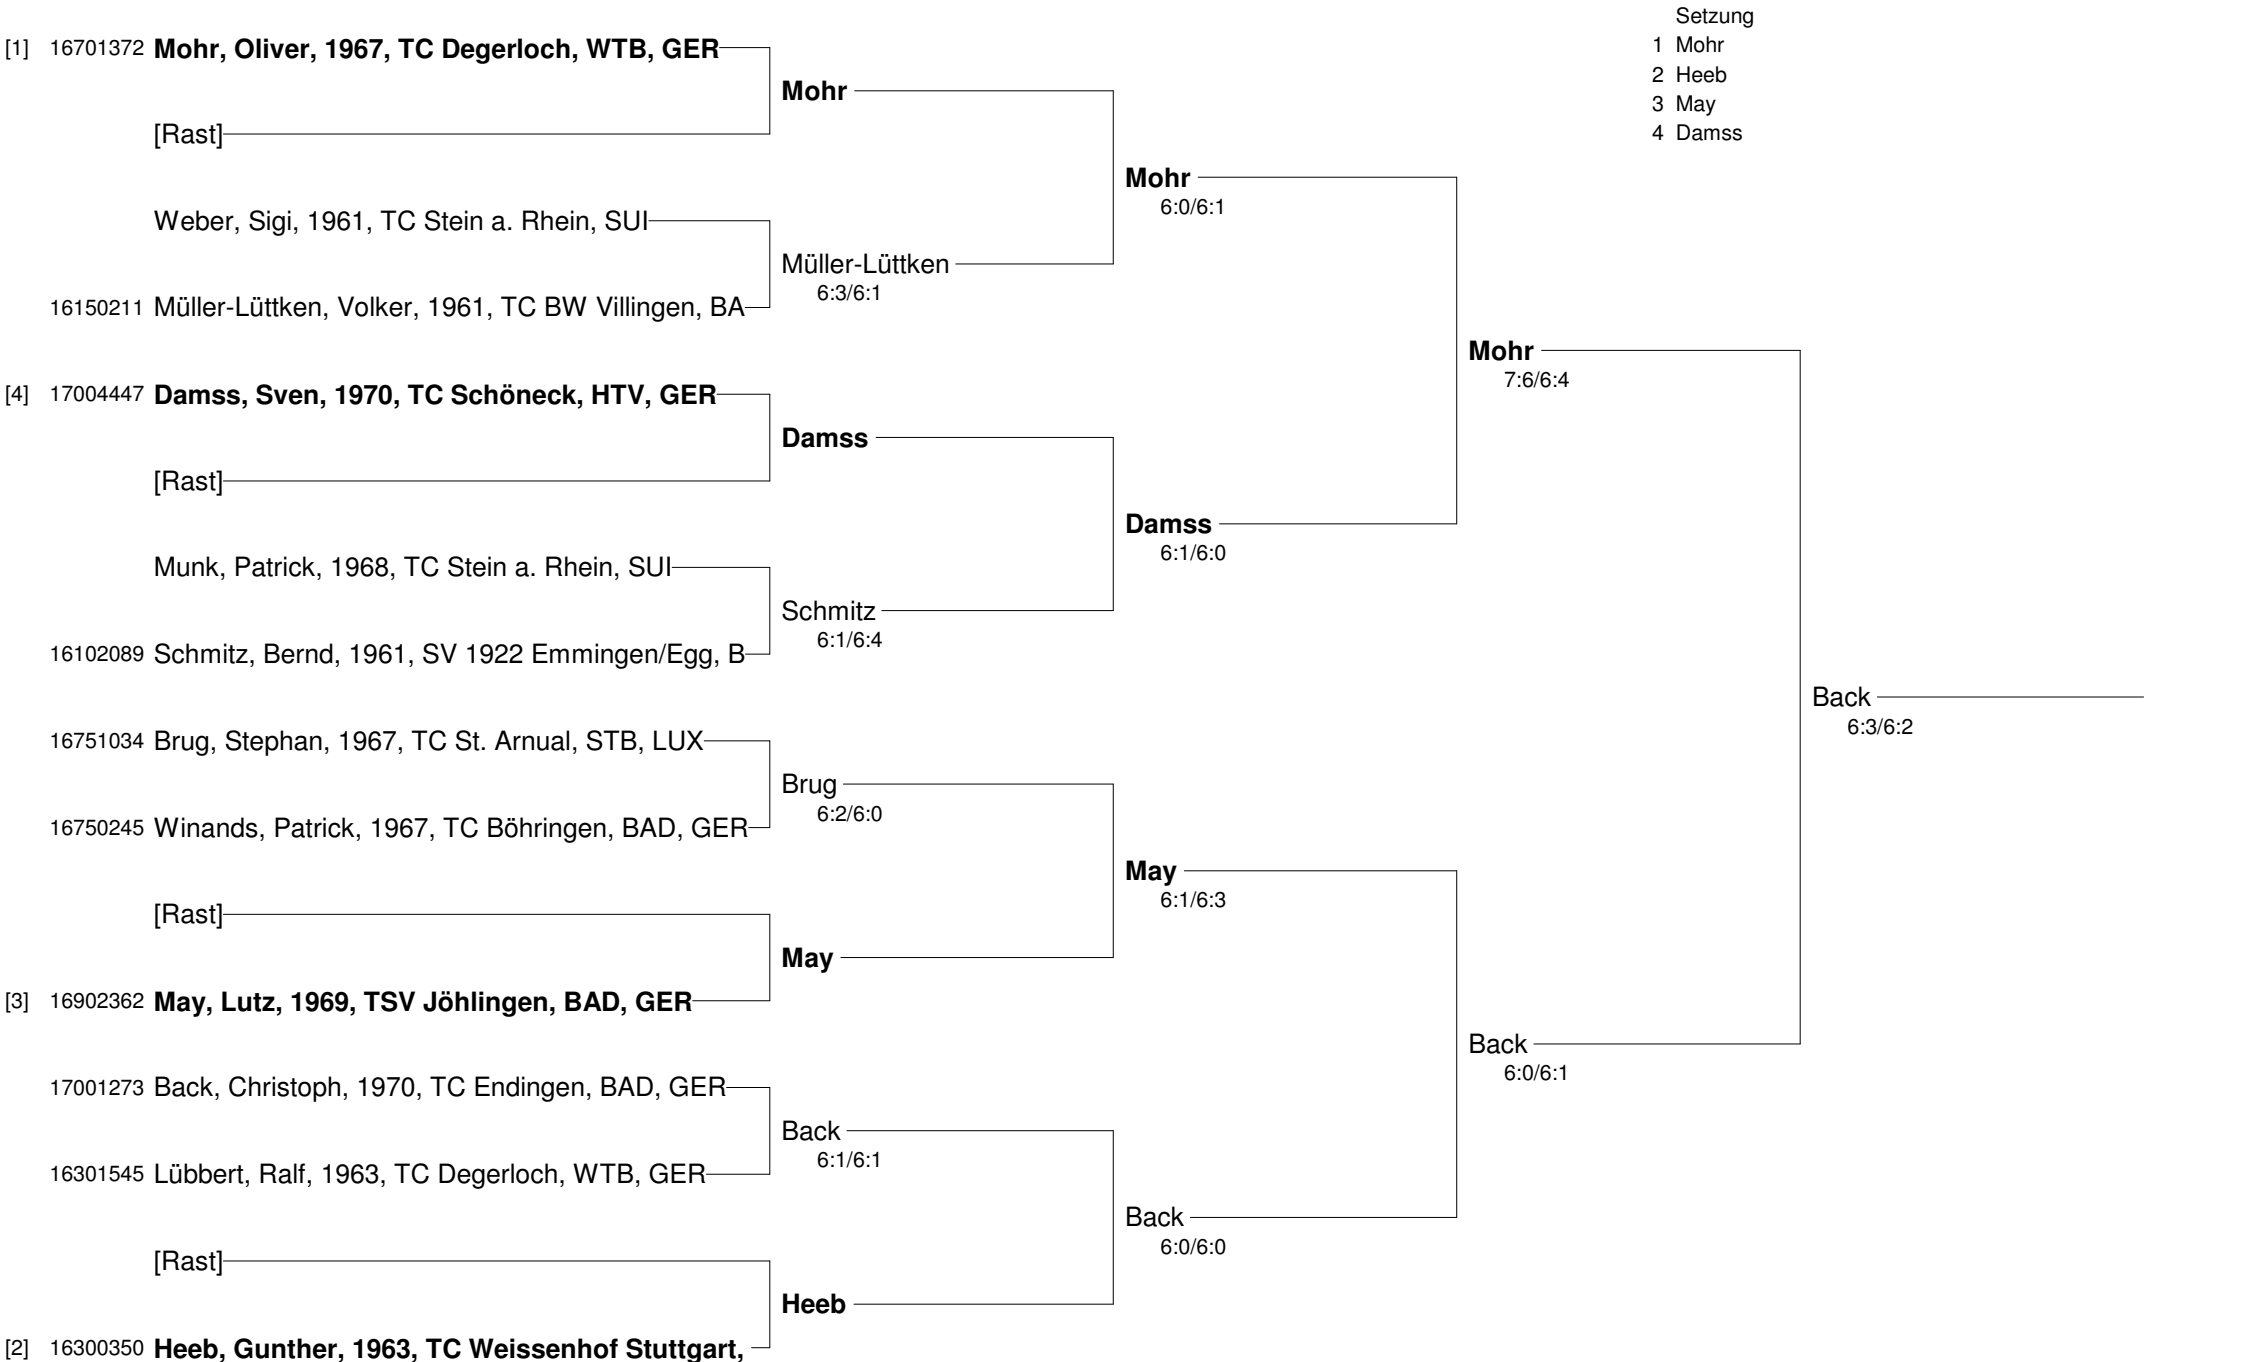 Setzung
1 Mohr
2 Heeb
3 May
4 Damss
[1] 16701372 Mohr, Oliver, 1967, TC Degerloch, WTB, GER
Mohr
[Rast]
Mohr
6:0/6:1
Weber, Sigi, 1961, TC Stein a. Rhein, SUI
Müller-Lüttken
6:3/6:1
16150211 Müller-Lüttken, Volker, 1961, TC BW Villingen, BA
Mohr
7:6/6:4
[4] 17004447 Damss, Sven, 1970, TC Schöneck, HTV, GER
Damss
[Rast]
Damss
6:1/6:0
Munk, Patrick, 1968, TC Stein a. Rhein, SUI
Schmitz
6:1/6:4
16102089 Schmitz, Bernd, 1961, SV 1922 Emmingen/Egg, B
Back
6:3/6:2
16751034 Brug, Stephan, 1967, TC St. Arnual, STB, LUX
Brug
6:2/6:0
16750245 Winands, Patrick, 1967, TC Böhringen, BAD, GER
May
6:1/6:3
[Rast]
May
[3] 16902362 May, Lutz, 1969, TSV Jöhlingen, BAD, GER
Back
6:0/6:1
17001273 Back, Christoph, 1970, TC Endingen, BAD, GER
Back
6:1/6:1
16301545 Lübbert, Ralf, 1963, TC Degerloch, WTB, GER
Back
6:0/6:0
[Rast]
Heeb
[2] 16300350 Heeb, Gunther, 1963, TC Weissenhof Stuttgart,